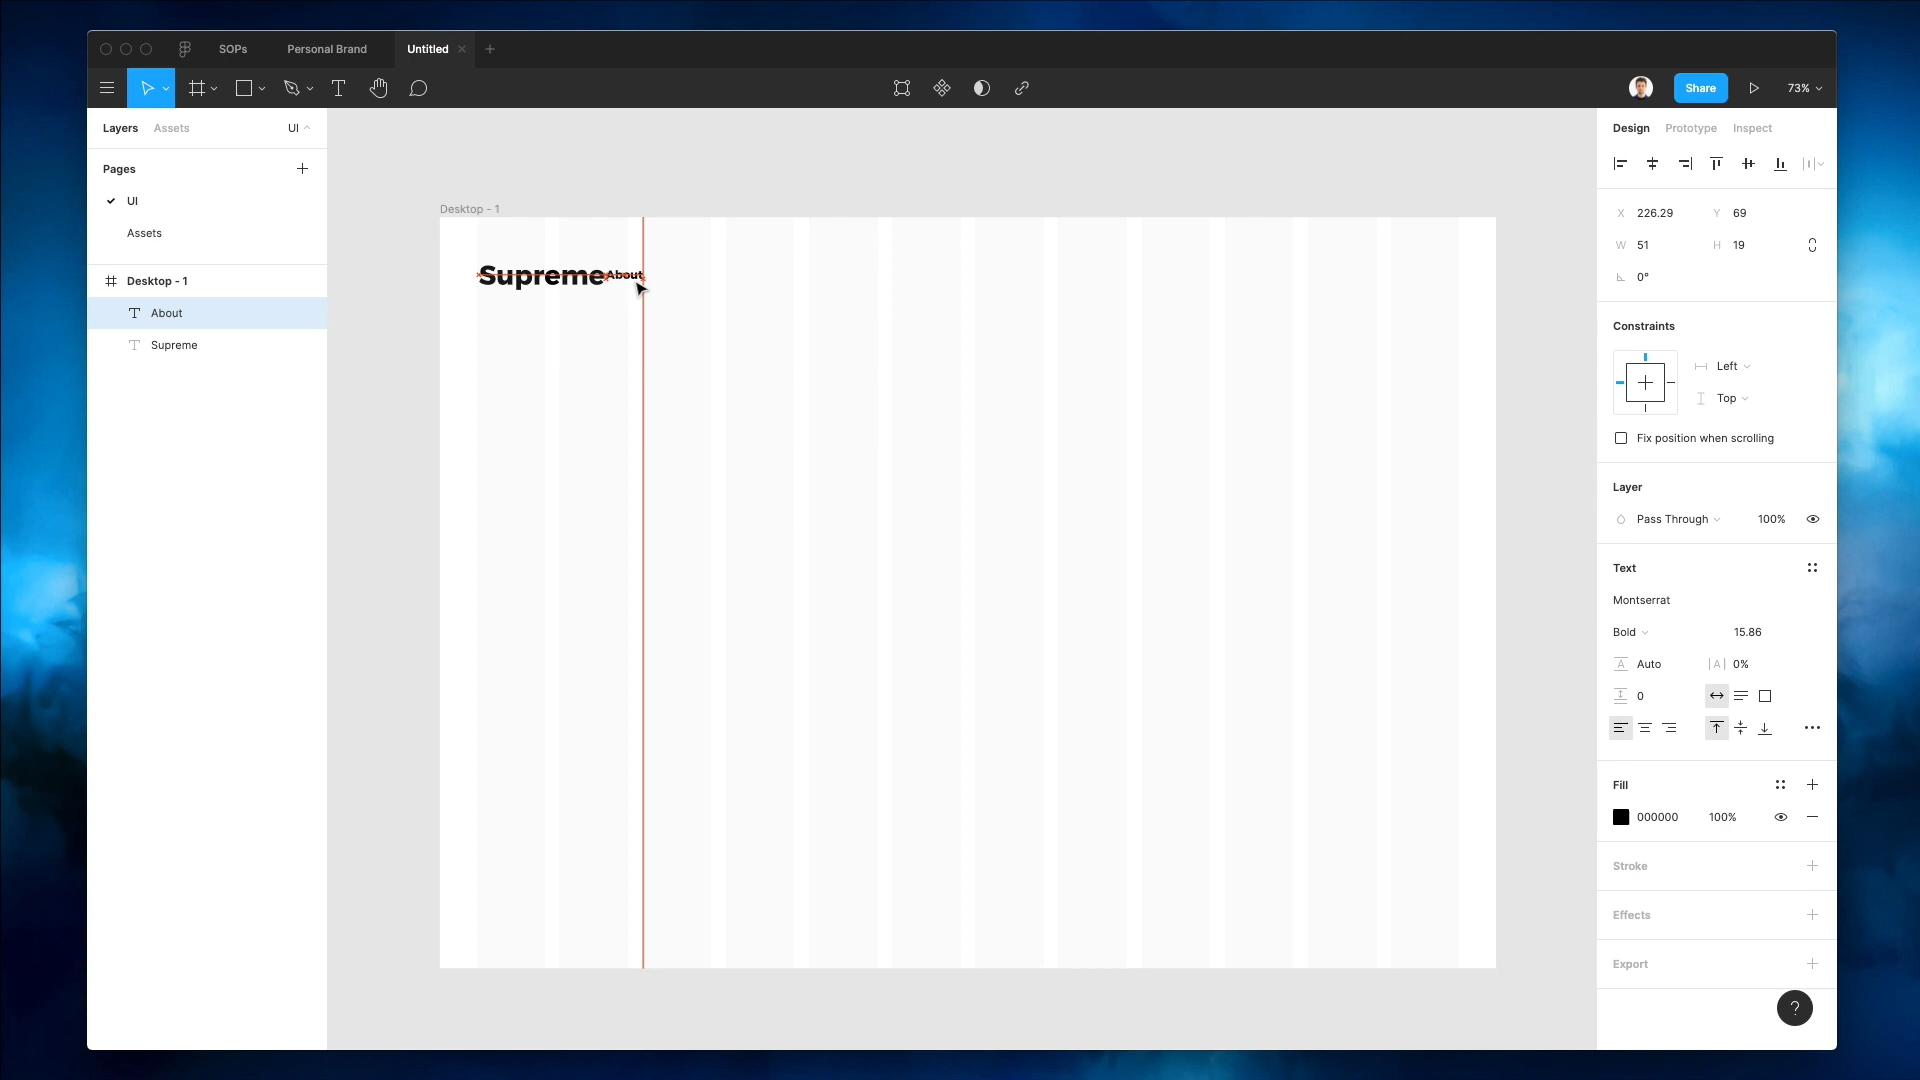 SOPs
Personal Brand
Untitled
Share
73%
Layers
Assets
UI
Pages
UI
Assets
Desktop - 1
About
Supreme
Desktop - 1
Supreme
About
Design
Prototype
Inspect
X 226.29
Y 69
W 51
H 19
0°
Constraints
Left
Top
Fix position when scrolling
Layer
Pass Through
100%
Text
Montserrat
Bold
15.86
A Auto
|A| 0%
0
Fill
000000
100%
Stroke
Effects
Export
?